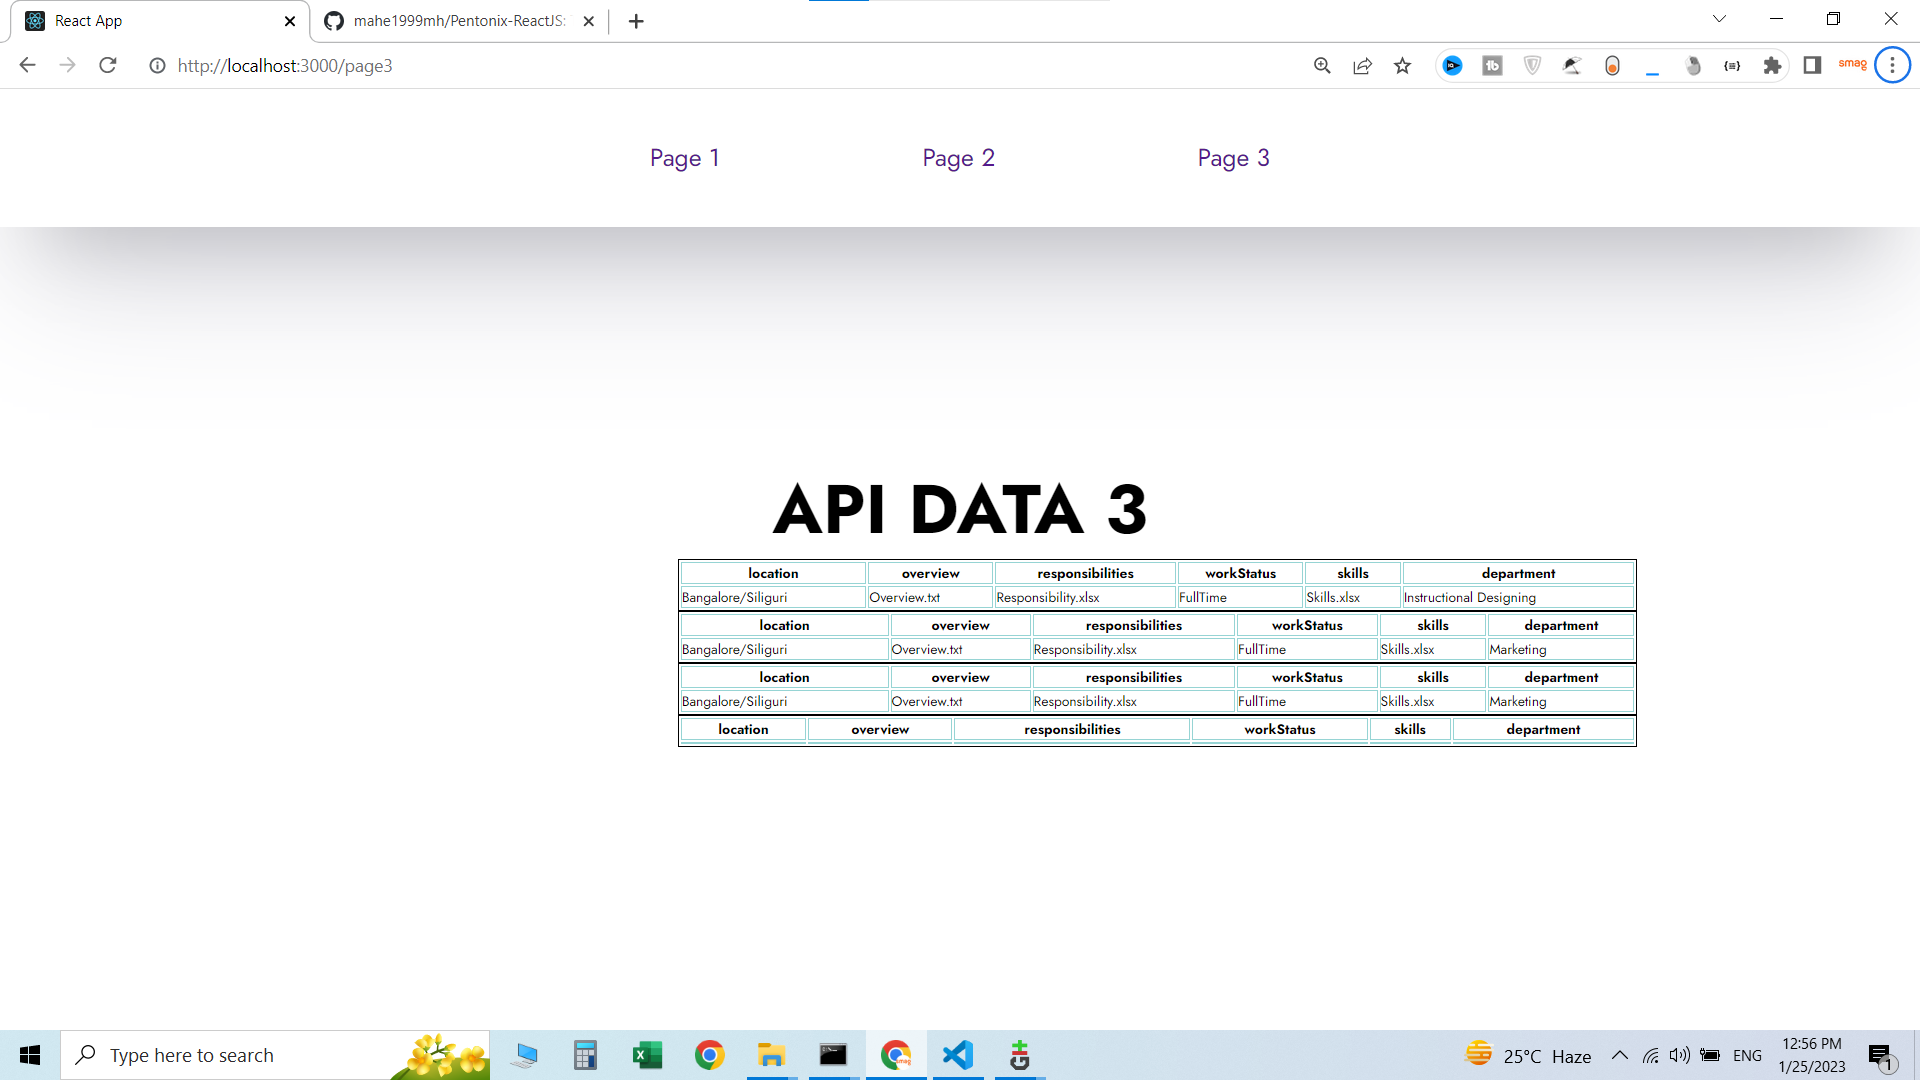 React App
mahe1999mh/Pentonix-ReactJS:
http://localhost:3000/page3
smag
Page 1 Page 2 Page 3
API DATA 3
location overview responsibilities workStatus skills department
Bangalore/Siliguri Overview.txt Responsibility.xlsx FullTime Skills.xlsx Instructional Designing
location overview responsibilities workStatus skills department
Bangalore/Siliguri Overview.txt Responsibility.xlsx FullTime Skills.xlsx Marketing
location overview responsibilities workStatus skills department
Bangalore/Siliguri Overview.txt Responsibility.xlsx FullTime Skills.xlsx Marketing
location overview responsibilities workStatus skills department
Type here to search
25°C Haze
ENG
12:56 PM
1/25/2023
1